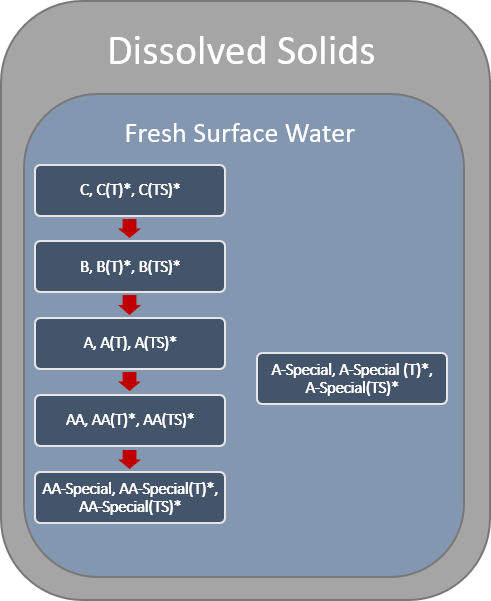 Dissolved Solids
Fresh Surface Water
C, C(T)*, C(TS)*
B, B(T)*, B(TS)*
A, A(T), A(TS)*
AA, AA(T)*, AA(TS)*
AA-Special, AA-Special(T)*,
AA-Special(TS)*
A-Special, A-Special (T)*,
A-Special(TS)*